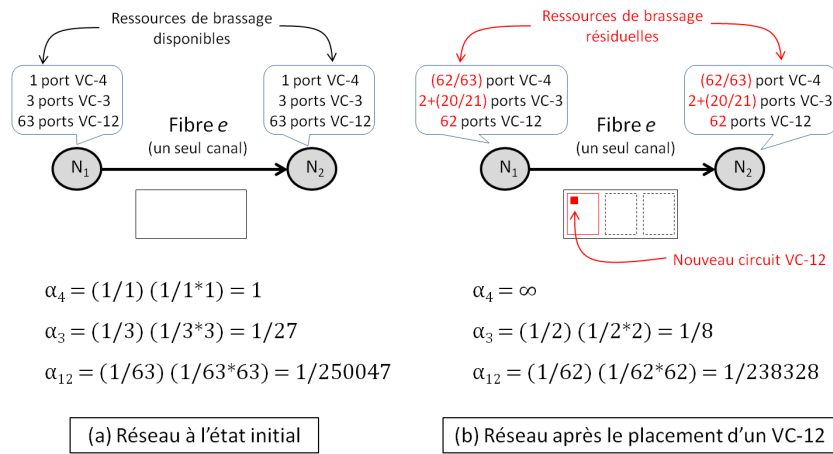 Ressources de brassage
disponibles
1 port VC-4
3 ports VC-3
63 ports VC-12
1 port VC-4
3 ports VC-3
63 ports VC-12
Fibre e
(un seul canal)
N₁
N₂
α₄ = (1/1) (1/1*1) = 1
α₃ = (1/3) (1/3*3) = 1/27
α₁₂ = (1/63) (1/63*63) = 1/250047
(a) Réseau à l'état initial
Ressources de brassage
résiduelles
(62/63) port VC-4
2+(20/21) ports VC-3
62 ports VC-12
(62/63) port VC-4
2+(20/21) ports VC-3
62 ports VC-12
Fibre e
(un seul canal)
N₁
N₂
Nouveau circuit VC-12
α₄ = ∞
α₃ = (1/2) (1/2*2) = 1/8
α₁₂ = (1/62) (1/62*62) = 1/238328
(b) Réseau après le placement d'un VC-12